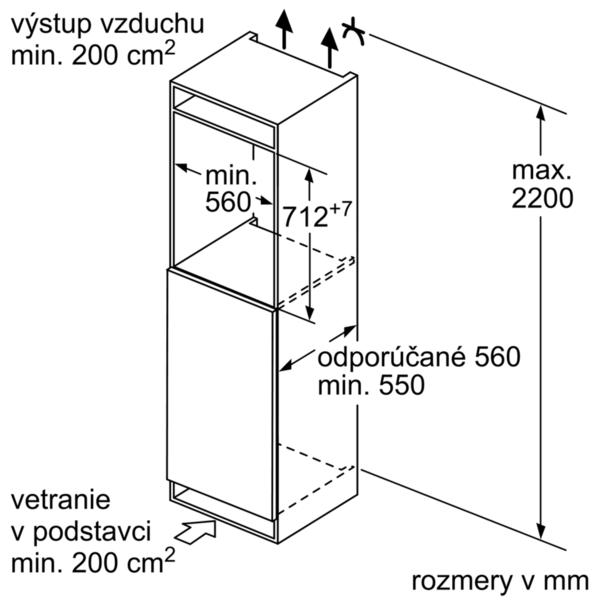 výstup vzduchu
min. 200 cm²
max.
2200
min.
560
712⁺⁷
odporúčané 560
min. 550
vetranie
v podstavci
min. 200 cm²
rozmery v mm